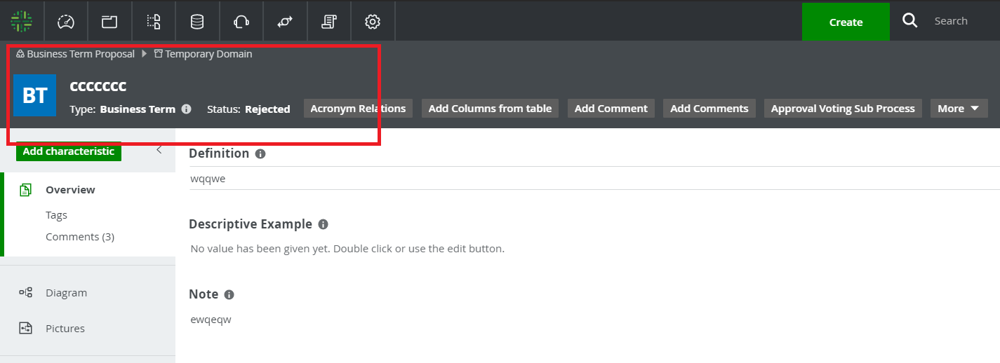 Create
Search
Business Term Proposal Temporary Domain
BT
ccccccc
Type: Business Term Status: Rejected
Acronym Relations
Add Columns from table
Add Comment
Add Comments
Approval Voting Sub Process
More
Add characteristic
Overview
Tags
Comments (3)
Diagram
Pictures
Definition
wqqwe
Descriptive Example
No value has been given yet. Double click or use the edit button.
Note
ewqeqw